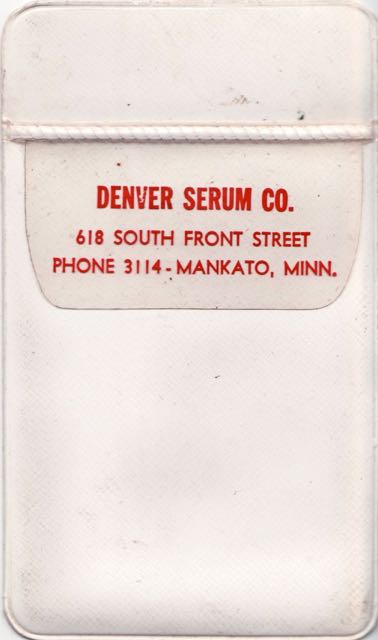 DENVER SERUM CO.
618 SOUTH FRONT STREET
PHONE 3114 - MANKATO, MINN.